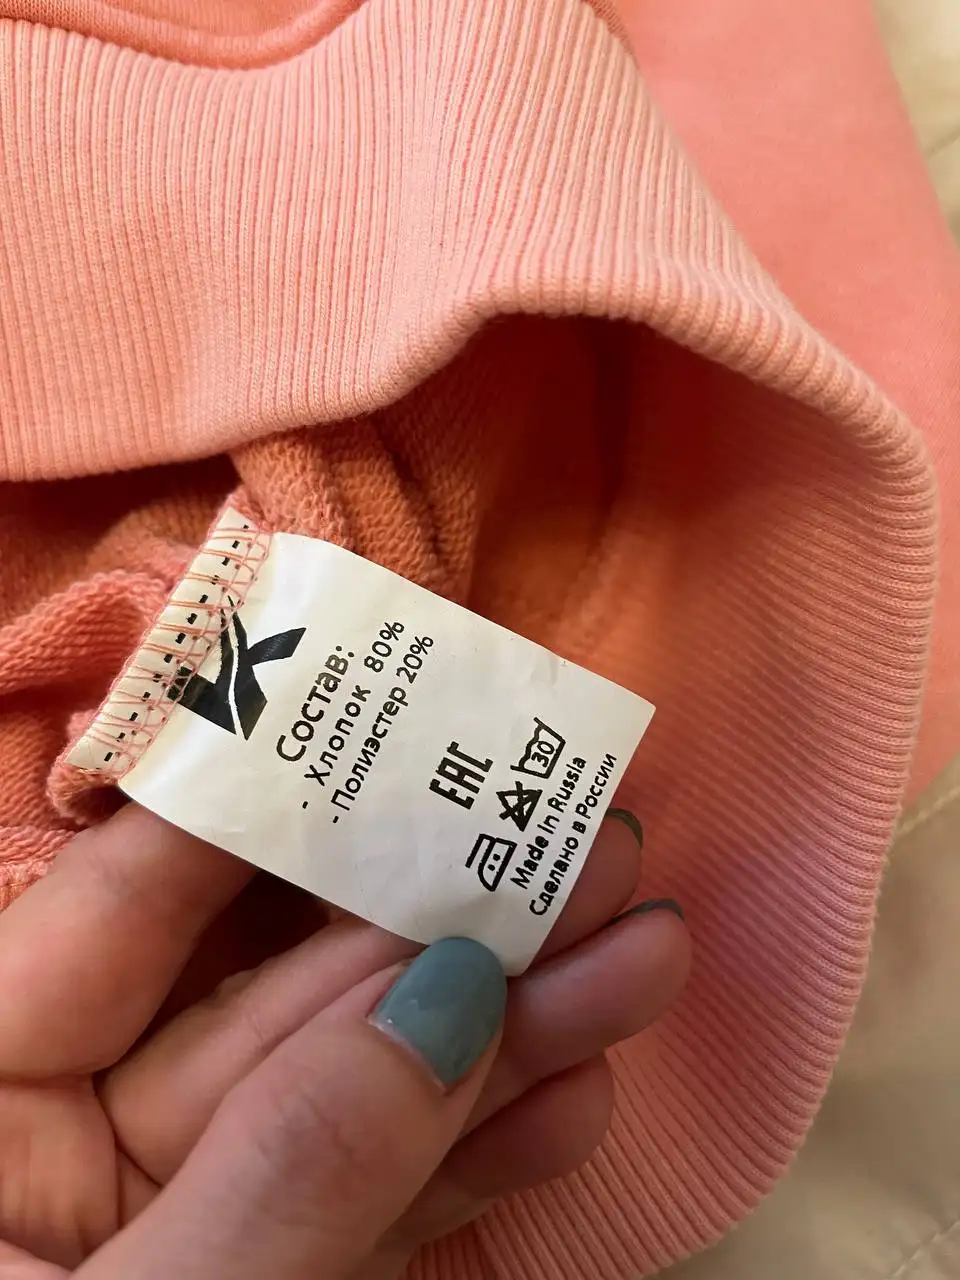 Состав:
- Хлопок 80%
- Полиэстер 20%
EAC
30
Made in Russia
Сделано в России